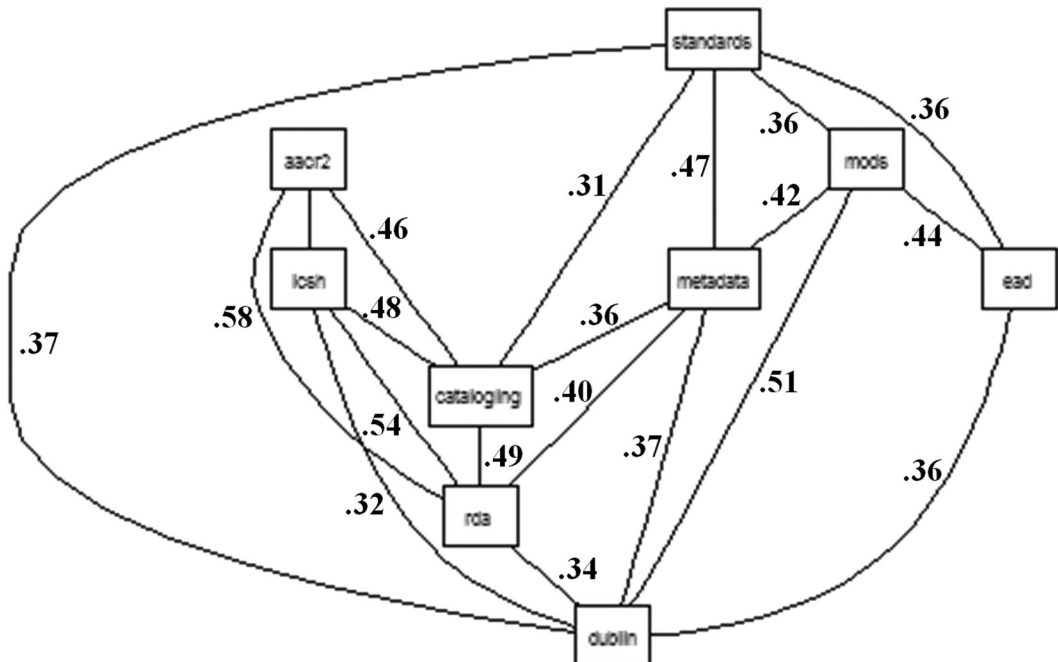 standards
.36
.36
aacr2
mods
.31
.47
.42
.46
.44
lcsh
metadata
ead
.48
.58
.36
.37
cataloging
.40
.51
.54
.49
.37
.36
.32
rda
.34
dublin